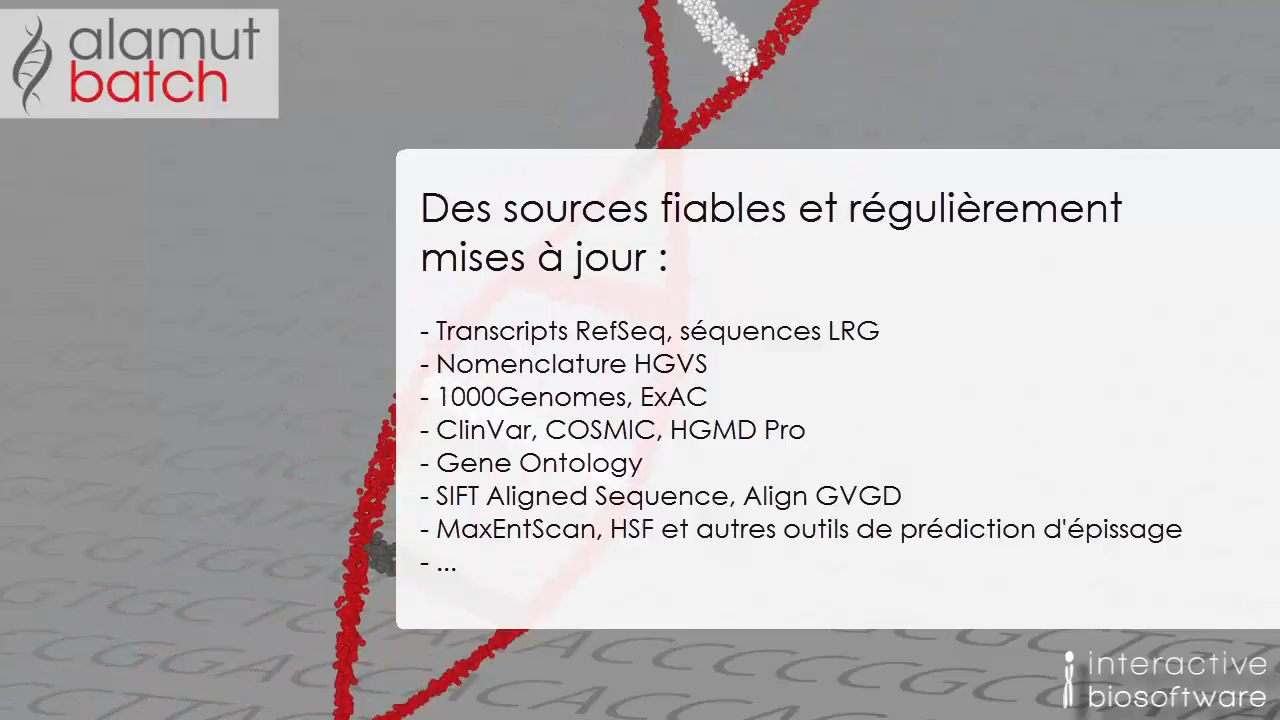 alamut
batch
Des sources fiables et régulièrement
mises à jour :
- Transcripts RefSeq, séquences LRG
- Nomenclature HGVS
- 1000Genomes, ExAC
- ClinVar, COSMIC, HGMD Pro
- Gene Ontology
- SIFT Aligned Sequence, Align GVGD
- MaxEntScan, HSF et autres outils de prédiction d'épissage
- ...
interactive
biosoftware